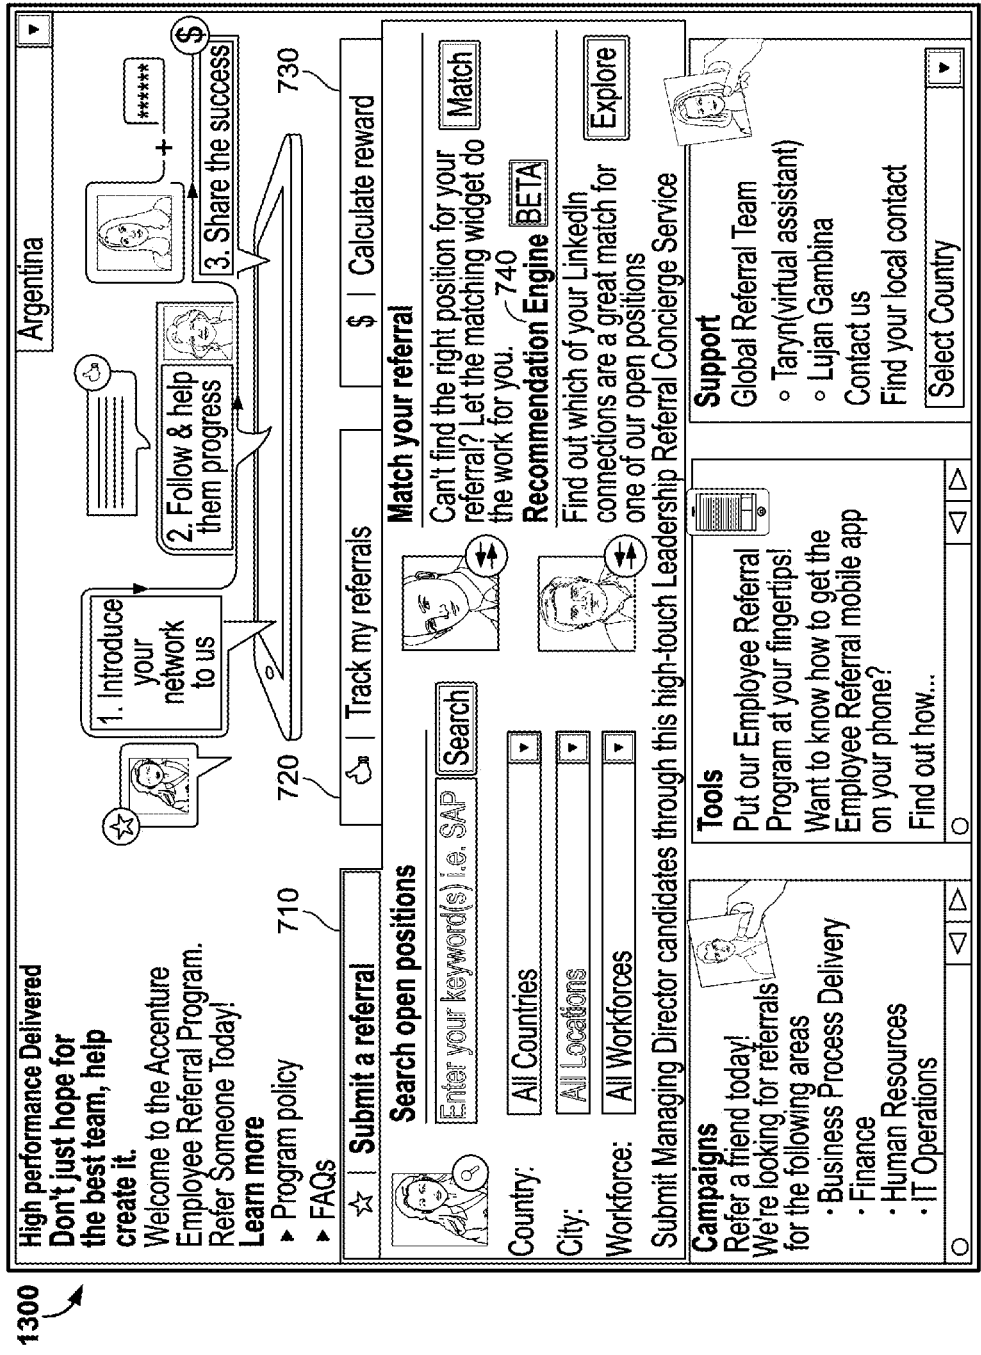 1300
Argentina
High performance Delivered
Don't just hope for
the best team, help
create it.
Welcome to the Accenture
Employee Referral Program.
Refer Someone Today!
Learn more
▸ Program policy
▸ FAQs
1. Introduce
your
network
to us
2. Follow & help
them progress
3. Share the success
$
+
******
710
720
730
☆ | Submit a referral
| Track my referrals
$ | Calculate reward
Search open positions
Enter your keyword(s) i.e. SAP
Search
Country:
All Countries
City:
All Locations
Workforce:
All Workforces
Match your referral
Can't find the right position for your
referral? Let the matching widget do
the work for you.
Match
740
Recommendation Engine BETA
Find out which of your LinkedIn
connections are a great match for
one of our open positions
Explore
Submit Managing Director candidates through this high-touch Leadership Referral Concierge Service
Campaigns
Refer a friend today!
We're looking for referrals
for the following areas
· Business Process Delivery
· Finance
· Human Resources
· IT Operations
Tools
Put our Employee Referral
Program at your fingertips!
Want to know how to get the
Employee Referral mobile app
on your phone?
Find out how...
Support
Global Referral Team
○ Taryn(virtual assistant)
○ Lujan Gambina
Contact us
Find your local contact
Select Country